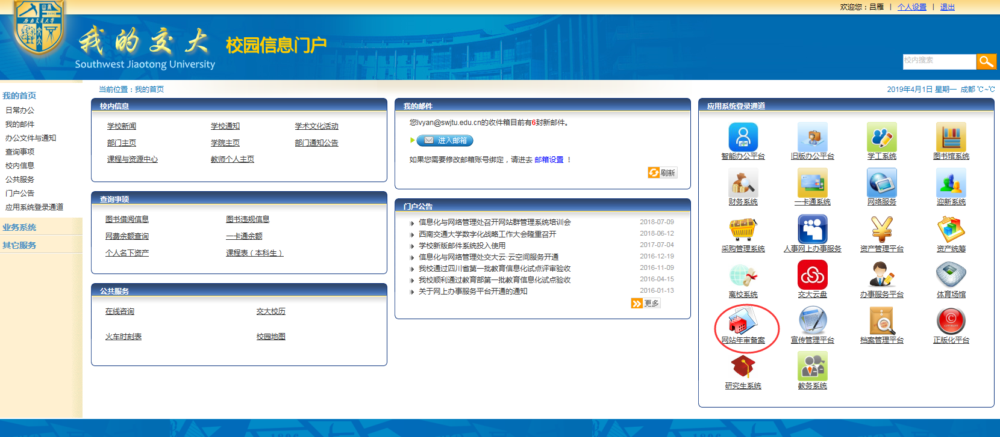 欢迎您：吕雁 | 个人设置 | 退出
西南交通大学
我的交大
校园信息门户
Southwest Jiaotong University
校内搜索
当前位置：我的首页
2019年4月1日 星期一 成都 ℃~℃
我的首页
日常办公
我的邮件
办公文件与通知
查询事项
校内信息
公共服务
门户公告
应用系统登录通道
业务系统
其它服务
校内信息
学校新闻 学校通知 学术文化活动
部门主页 学院主页 部门通知公告
课程与资源中心 教师个人主页
查询事项
图书借阅信息 图书违规信息
网费余额查询 一卡通余额
个人名下资产 课程表（本科生）
公共服务
在线咨询 交大校历
火车时刻表 校园地图
我的邮件
您lvyan@swjtu.edu.cn的收件箱目前有6封新邮件。
进入邮箱
如果您需要修改邮箱账号绑定，请进去 邮箱设置 ！
刷新
门户公告
信息化与网络管理处召开网站群管理系统培训会 2018-07-09
西南交通大学数字化战略工作大会隆重召开 2018-06-12
学校新版邮件系统投入使用 2017-07-04
信息化与网络管理处交大云·云空间服务开通 2016-12-19
我校通过四川省第一批教育信息化试点评审验收 2016-11-09
我校顺利通过教育部第一批教育信息化试点验收 2016-04-15
关于网上办事服务平台开通的通知 2016-01-13
更多
应用系统登录通道
智能办公平台 旧版办公平台 学工系统 图书馆系统
财务系统 一卡通系统 网络服务 迎新系统
采购管理系统 人事网上办事服务 资产管理平台 资产统筹
离校系统 交大云盘 办事服务平台 体育场馆
网站年审备案 宣传管理平台 档案管理平台 正版化平台
研究生系统 教务系统
COPYRIGHT
1896